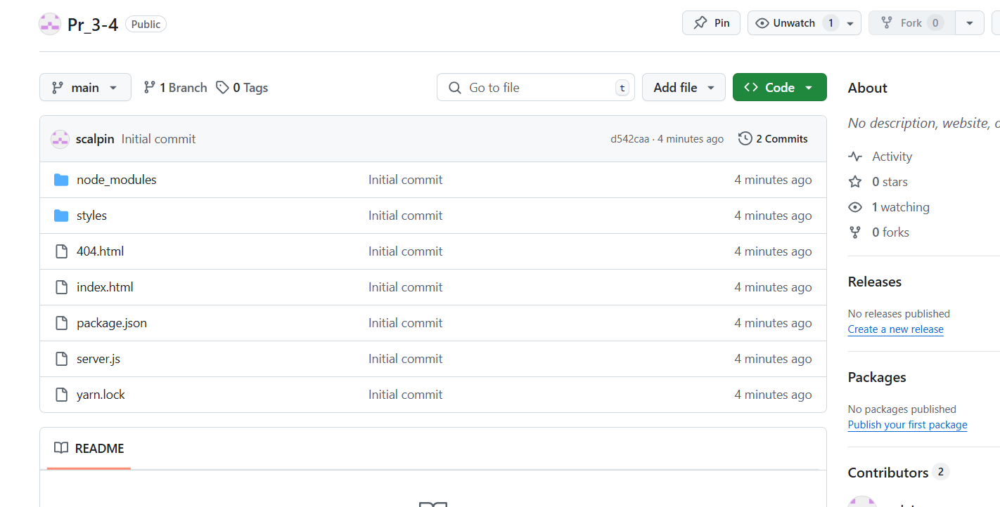 Pr_3-4 Public
Pin
Unwatch 1
Fork 0
main
1 Branch
0 Tags
Go to file t
Add file
Code
scalpin Initial commit d542caa · 4 minutes ago 2 Commits
node_modules Initial commit 4 minutes ago
styles Initial commit 4 minutes ago
404.html Initial commit 4 minutes ago
index.html Initial commit 4 minutes ago
package.json Initial commit 4 minutes ago
server.js Initial commit 4 minutes ago
yarn.lock Initial commit 4 minutes ago
README
About
No description, website, o
Activity
0 stars
1 watching
0 forks
Releases
No releases published
Create a new release
Packages
No packages published
Publish your first package
Contributors 2